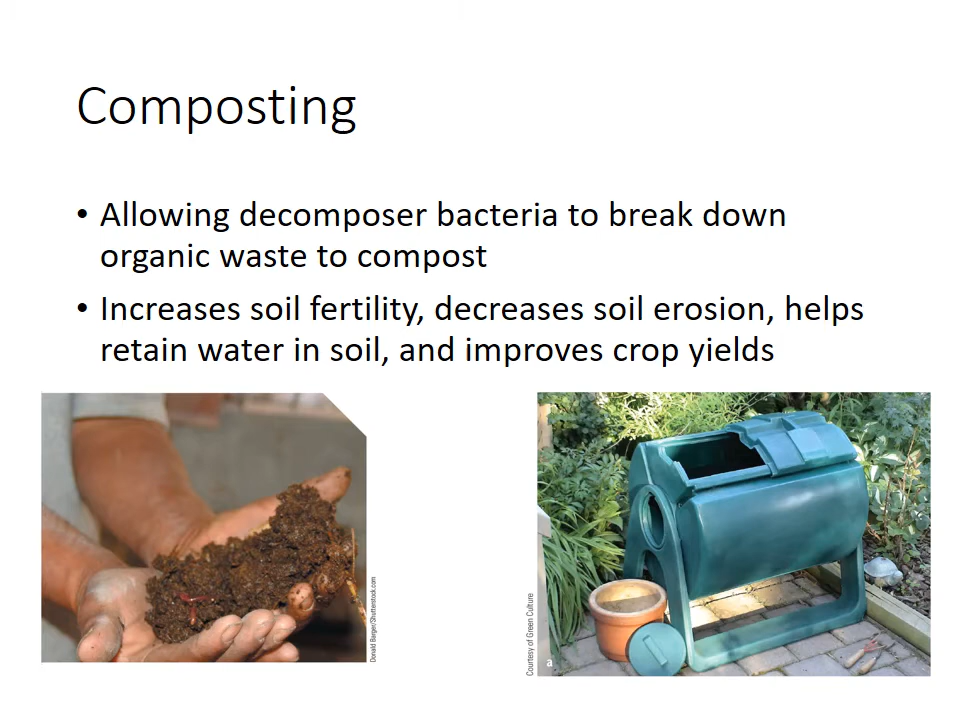 Composting
• Allowing decomposer bacteria to break down
organic waste to compost
• Increases soil fertility, decreases soil erosion, helps
retain water in soil, and improves crop yields
Donald Barger/Shutterstock.com
Courtesy of Green Culture
a